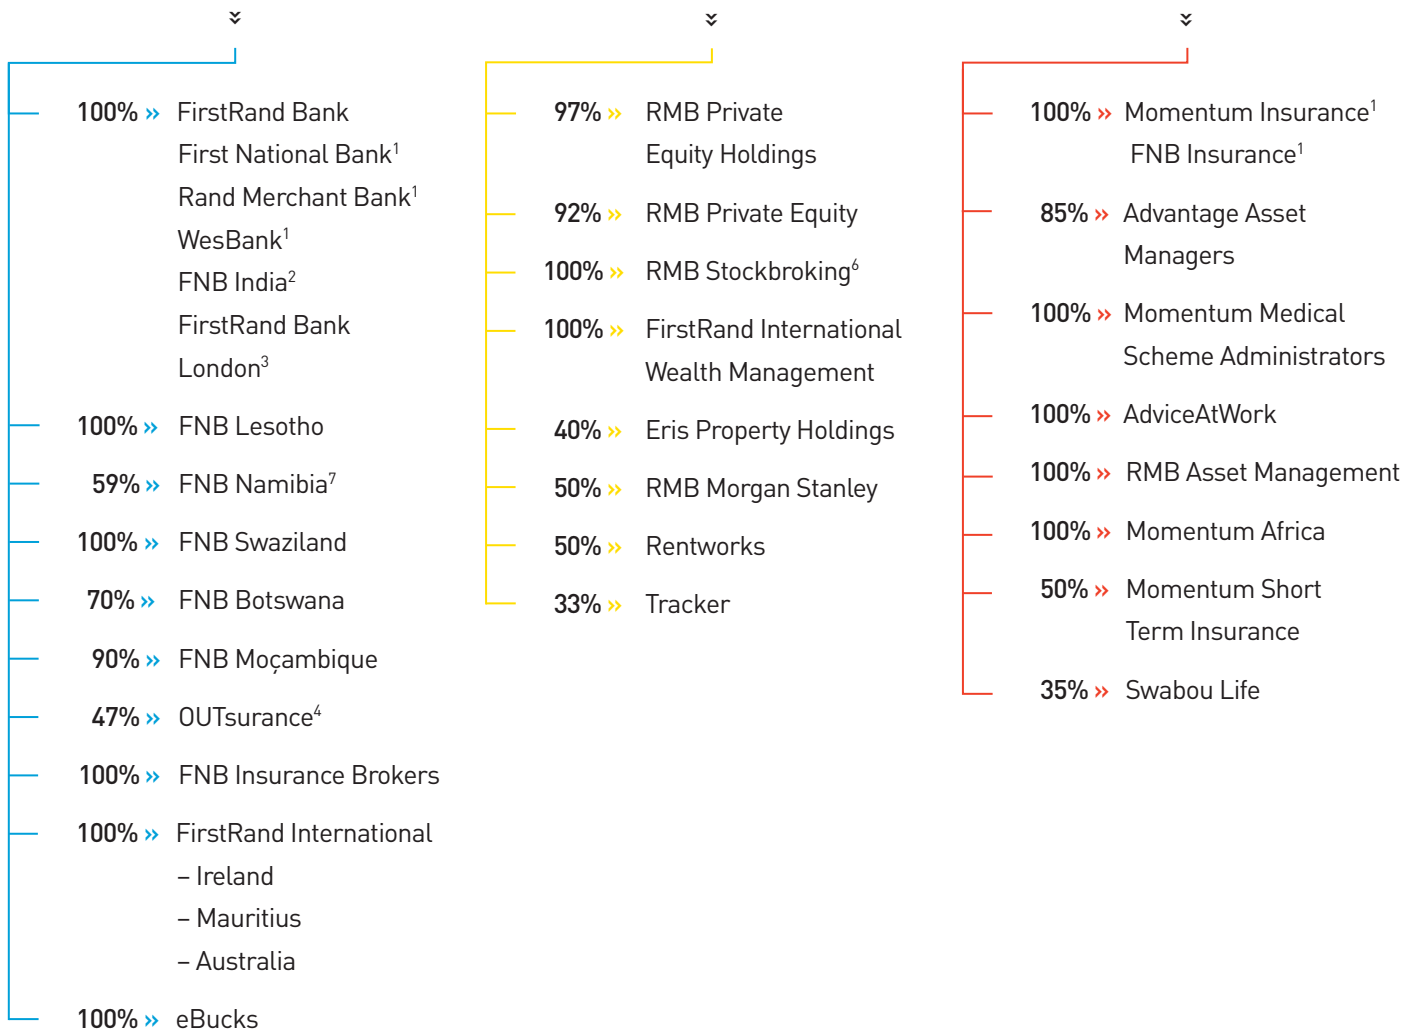 100% » FirstRand Bank
First National Bank¹
Rand Merchant Bank¹
WesBank¹
FNB India²
FirstRand Bank
London³
100% » FNB Lesotho
59% » FNB Namibia⁷
100% » FNB Swaziland
70% » FNB Botswana
90% » FNB Moçambique
47% » OUTsurance⁴
100% » FNB Insurance Brokers
100% » FirstRand International
– Ireland
– Mauritius
– Australia
100% » eBucks
97% » RMB Private
Equity Holdings
92% » RMB Private Equity
100% » RMB Stockbroking⁶
100% » FirstRand International
Wealth Management
40% » Eris Property Holdings
50% » RMB Morgan Stanley
50% » Rentworks
33% » Tracker
100% » Momentum Insurance¹
FNB Insurance¹
85% » Advantage Asset
Managers
100% » Momentum Medical
Scheme Administrators
100% » AdviceAtWork
100% » RMB Asset Management
100% » Momentum Africa
50% » Momentum Short
Term Insurance
35% » Swabou Life